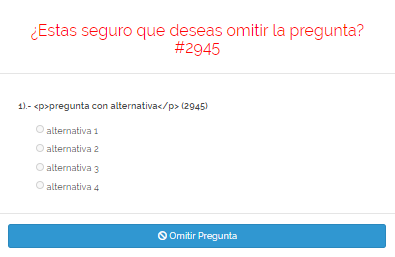 ¿Estas seguro que deseas omitir la pregunta?
#2945
1).- <p>pregunta con alternativa</p> (2945)
alternativa 1
alternativa 2
alternativa 3
alternativa 4
Omitir Pregunta